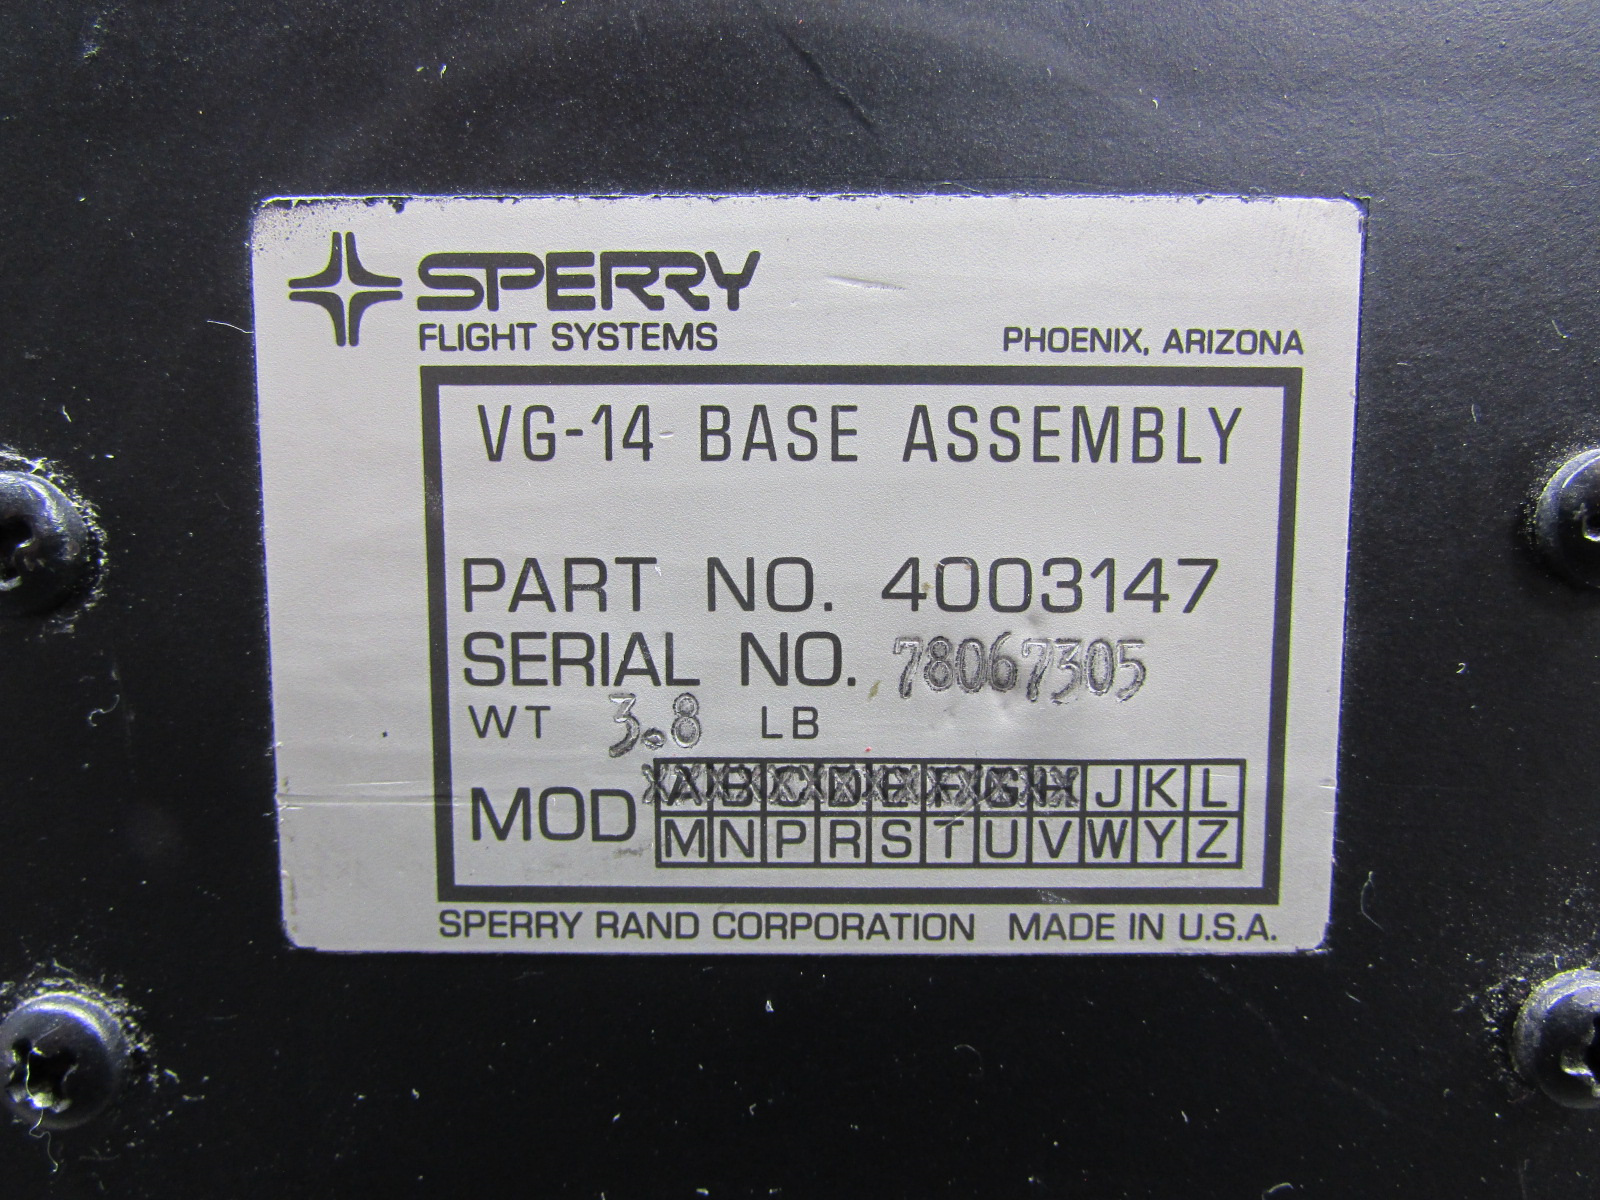 SPERRY
FLIGHT SYSTEMS PHOENIX, ARIZONA
VG-14 BASE ASSEMBLY
PART NO. 4003147
SERIAL NO. 78067305
WT 3.8 LB
MOD A B C D E F G H J K L
M N P R S T U V W Y Z
SPERRY RAND CORPORATION MADE IN U.S.A.